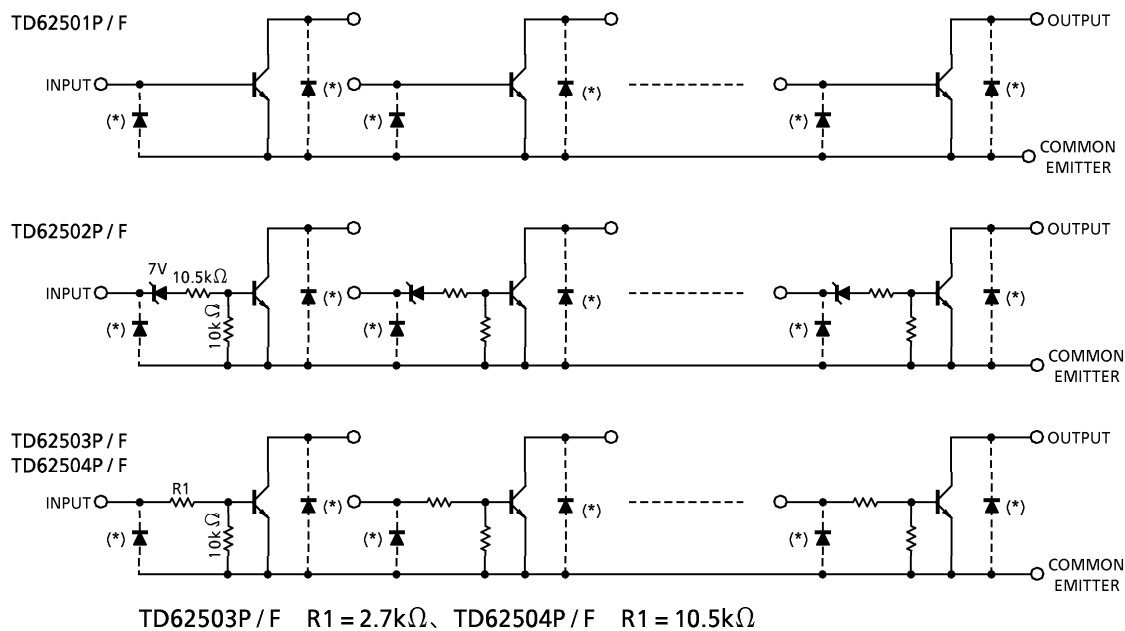 TD62501P / F
OUTPUT
INPUT
(*)
(*)
(*)
(*)
(*)
(*)
COMMON
EMITTER
TD62502P / F
OUTPUT
7V
10.5kΩ
INPUT
(*)
10kΩ
(*)
(*)
(*)
(*)
(*)
COMMON
EMITTER
TD62503P / F
TD62504P / F
OUTPUT
R1
INPUT
(*)
10kΩ
(*)
(*)
(*)
(*)
(*)
COMMON
EMITTER
TD62503P / F R1 = 2.7kΩ、TD62504P / F R1 = 10.5kΩ